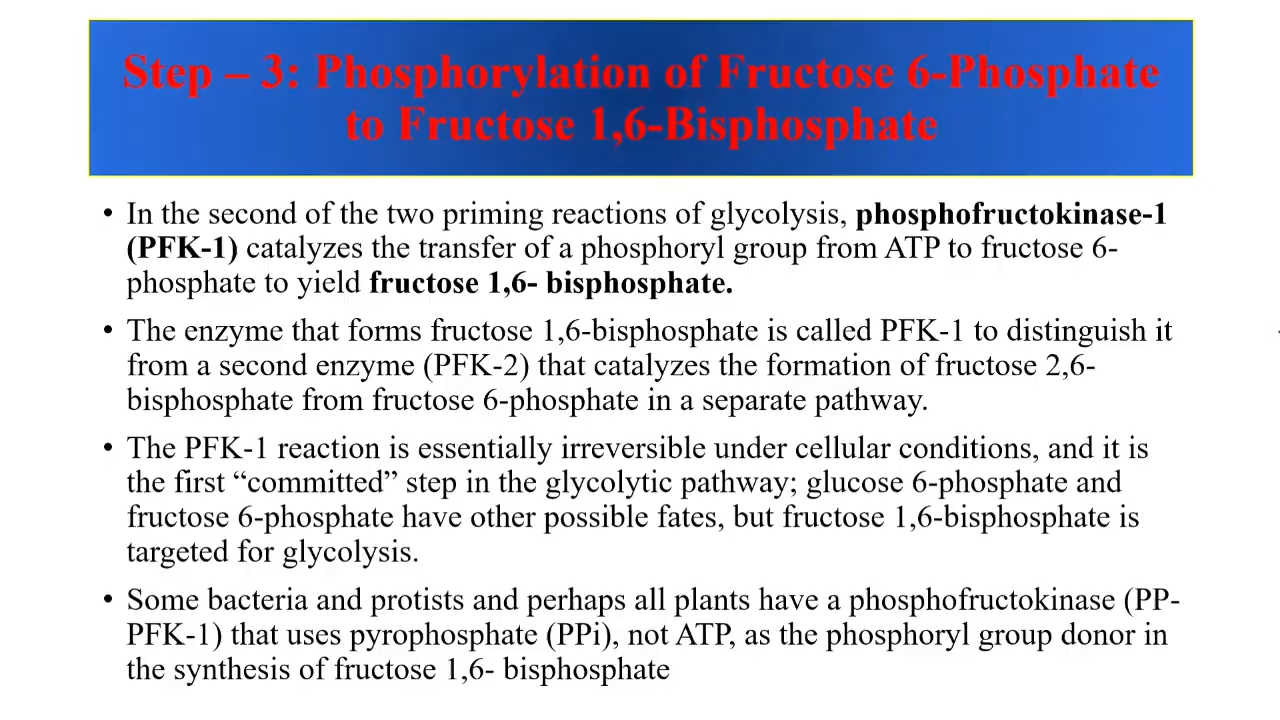 Step – 3: Phosphorylation of Fructose 6-Phosphate
to Fructose 1,6-Bisphosphate
• In the second of the two priming reactions of glycolysis, phosphofructokinase-1
(PFK-1) catalyzes the transfer of a phosphoryl group from ATP to fructose 6-
phosphate to yield fructose 1,6- bisphosphate.
• The enzyme that forms fructose 1,6-bisphosphate is called PFK-1 to distinguish it
from a second enzyme (PFK-2) that catalyzes the formation of fructose 2,6-
bisphosphate from fructose 6-phosphate in a separate pathway.
• The PFK-1 reaction is essentially irreversible under cellular conditions, and it is
the first “committed” step in the glycolytic pathway; glucose 6-phosphate and
fructose 6-phosphate have other possible fates, but fructose 1,6-bisphosphate is
targeted for glycolysis.
• Some bacteria and protists and perhaps all plants have a phosphofructokinase (PP-
PFK-1) that uses pyrophosphate (PPi), not ATP, as the phosphoryl group donor in
the synthesis of fructose 1,6- bisphosphate